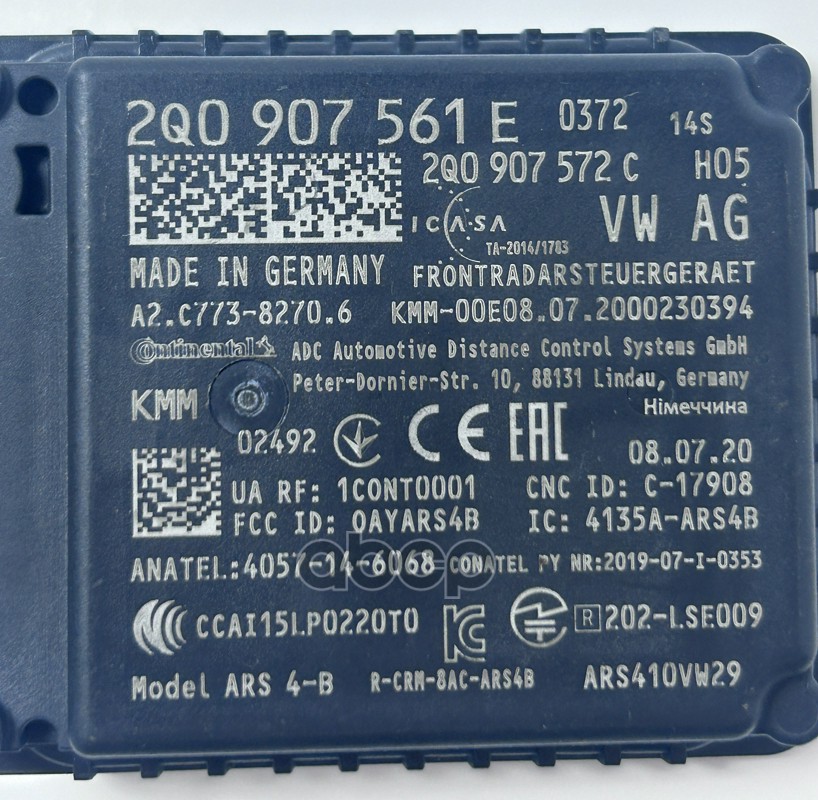 2Q0 907 561 E 0372 14S
2Q0 907 572 C H05
ICASA VW AG
TA-2014/1783
MADE IN GERMANY FRONTRADARSTEUERGERAET
A2.C773-8270.6 KMM-00E08.07.2000230394
Continental ADC Automotive Distance Control Systems GmbH
Peter-Dornier-Str. 10, 88131 Lindau, Germany
KMM Німеччина
02492 CE EAC 08.07.20
UA RF: 1CONT0001 CNC ID: C-17908
FCC ID: OAYARS4B IC: 4135A-ARS4B
ANATEL:4057-14-6068 CONATEL PY NR:2019-07-I-0353
abcp
CCAI15LP0220T0 R 202-LSE009
Model ARS 4-B R-CRM-8AC-ARS4B ARS410VW29